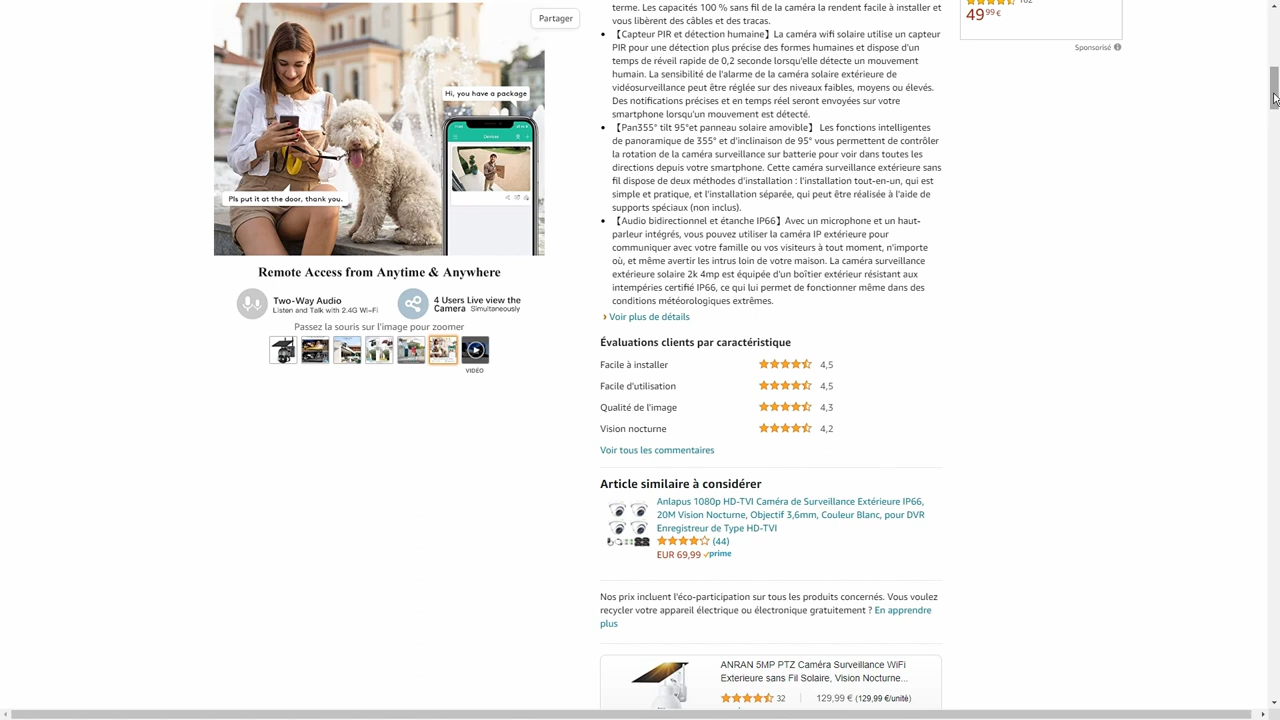 Partager
Hi, you have a package
Devices
Pls put it at the door, thank you.
Remote Access from Anytime & Anywhere
Two-Way Audio
Listen and Talk with 2.4G Wi-Fi
4 Users Live view the
Camera Simultaneously
Passez la souris sur l'image pour zoomer
VIDÉO
terme. Les capacités 100 % sans fil de la caméra la rendent facile à installer et
vous libèrent des câbles et des tracas.
【Capteur PIR et détection humaine】La caméra wifi solaire utilise un capteur
PIR pour une détection plus précise des formes humaines et dispose d'un
temps de réveil rapide de 0,2 seconde lorsqu'elle détecte un mouvement
humain. La sensibilité de l'alarme de la caméra solaire extérieure de
vidéosurveillance peut être réglée sur des niveaux faibles, moyens ou élevés.
Des notifications précises et en temps réel seront envoyées sur votre
smartphone lorsqu'un mouvement est détecté.
【Pan355° tilt 95°et panneau solaire amovible】 Les fonctions intelligentes
de panoramique de 355° et d'inclinaison de 95° vous permettent de contrôler
la rotation de la caméra surveillance sur batterie pour voir dans toutes les
directions depuis votre smartphone. Cette caméra surveillance extérieure sans
fil dispose de deux méthodes d'installation : l'installation tout-en-un, qui est
simple et pratique, et l'installation séparée, qui peut être réalisée à l'aide de
supports spéciaux (non inclus).
【Audio bidirectionnel et étanche IP66】Avec un microphone et un haut-
parleur intégrés, vous pouvez utiliser la caméra IP extérieure pour
communiquer avec votre famille ou vos visiteurs à tout moment, n'importe
où, et même avertir les intrus loin de votre maison. La caméra surveillance
extérieure solaire 2k 4mp est équipée d'un boîtier extérieur résistant aux
intempéries certifié IP66, ce qui lui permet de fonctionner même dans des
conditions météorologiques extrêmes.
› Voir plus de détails
Évaluations clients par caractéristique
Facile à installer 4,5
Facile d'utilisation 4,5
Qualité de l'image 4,3
Vision nocturne 4,2
Voir tous les commentaires
Article similaire à considérer
Anlapus 1080p HD-TVI Caméra de Surveillance Extérieure IP66,
20M Vision Nocturne, Objectif 3,6mm, Couleur Blanc, pour DVR
Enregistreur de Type HD-TVI
(44)
EUR 69,99 prime
Nos prix incluent l'éco-participation sur tous les produits concernés. Vous voulez
recycler votre appareil électrique ou électronique gratuitement ? En apprendre
plus
ANRAN 5MP PTZ Caméra Surveillance WiFi
Exterieure sans Fil Solaire, Vision Nocturne...
32 129,99 € (129,99 €/unité)
49,99 €
Sponsorisé